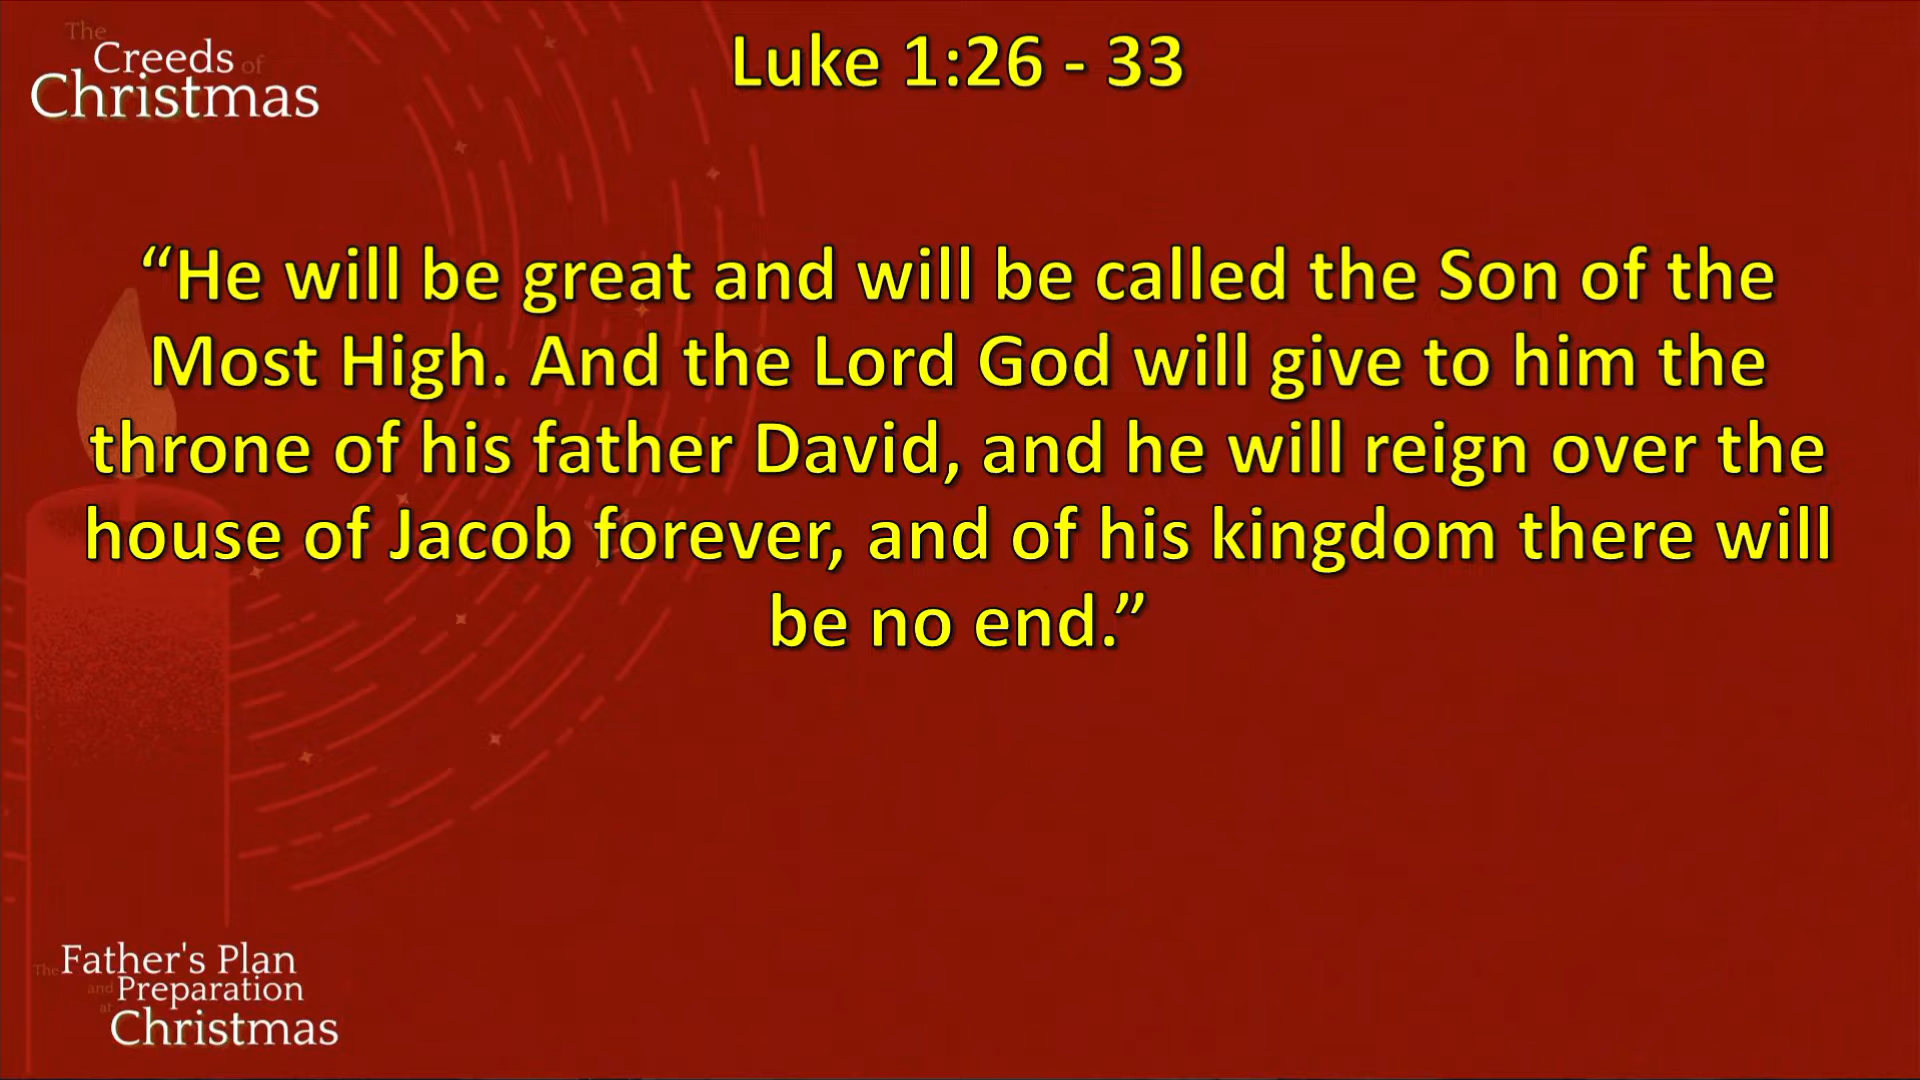 The
Creeds of
Christmas
Luke 1:26 - 33
“He will be great and will be called the Son of the
Most High. And the Lord God will give to him the
throne of his father David, and he will reign over the
house of Jacob forever, and of his kingdom there will
be no end.”
The Father's Plan
and Preparation
at Christmas